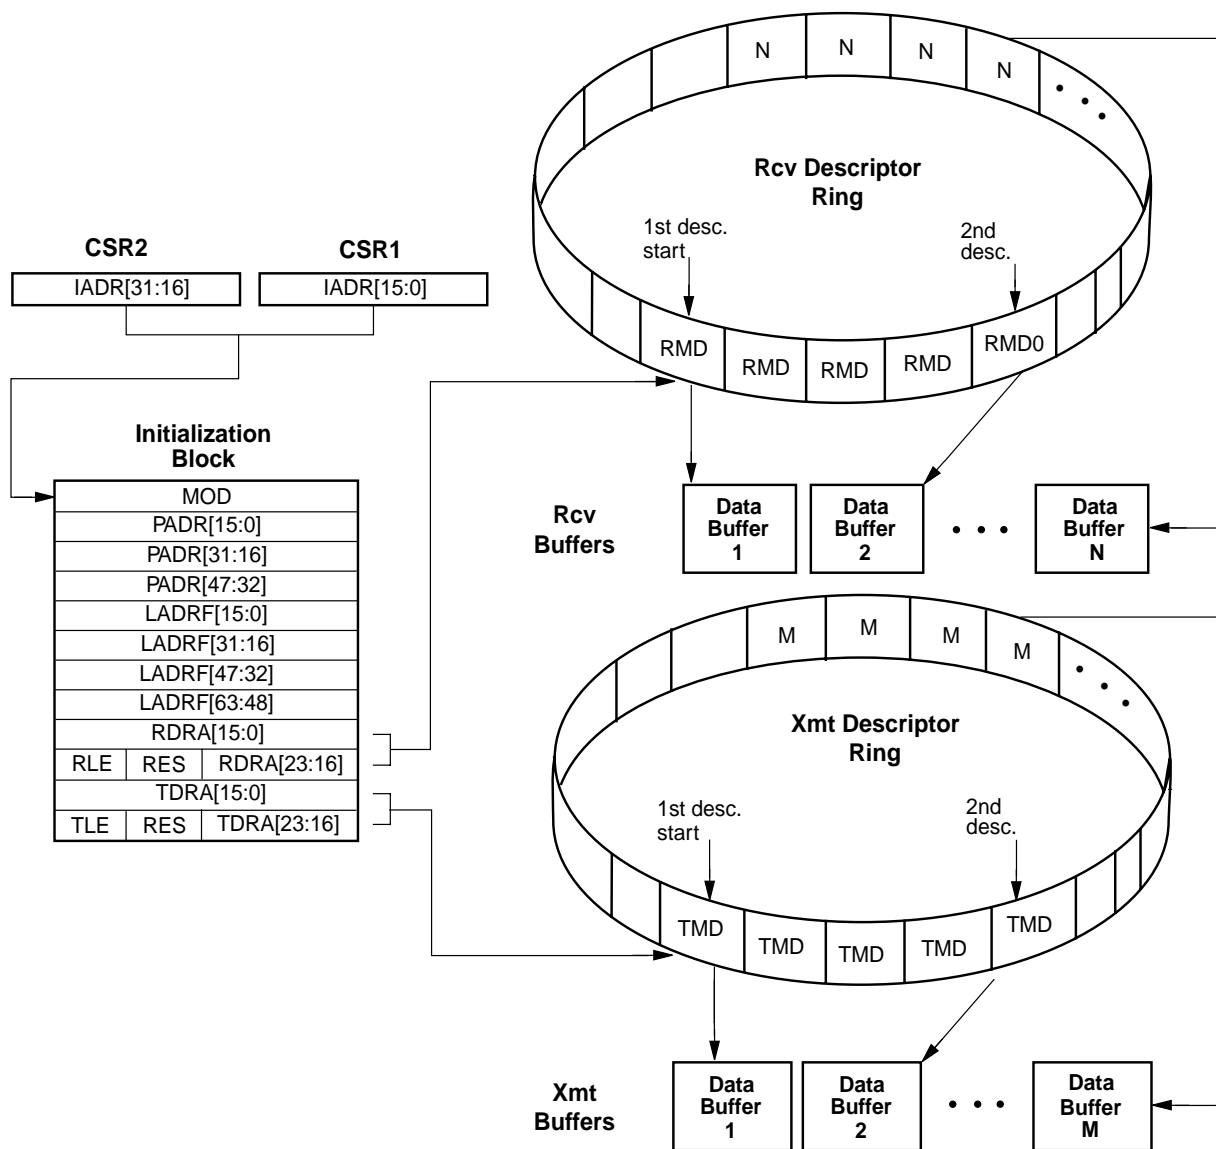 N
N
N
N
Rcv Descriptor
Ring
1st desc.
start
2nd
desc.
CSR2
CSR1
IADR[31:16]
IADR[15:0]
RMD
RMD
RMD
RMD
RMD0
Initialization
Block
MOD
PADR[15:0]
PADR[31:16]
PADR[47:32]
LADRF[15:0]
LADRF[31:16]
LADRF[47:32]
LADRF[63:48]
RDRA[15:0]
RLE RES RDRA[23:16]
TDRA[15:0]
TLE RES TDRA[23:16]
Rcv
Buffers
Data
Buffer
1
Data
Buffer
2
• • •
Data
Buffer
N
M
M
M
M
Xmt Descriptor
Ring
1st desc.
start
2nd
desc.
TMD
TMD
TMD
TMD
TMD
Xmt
Buffers
Data
Buffer
1
Data
Buffer
2
• • •
Data
Buffer
M